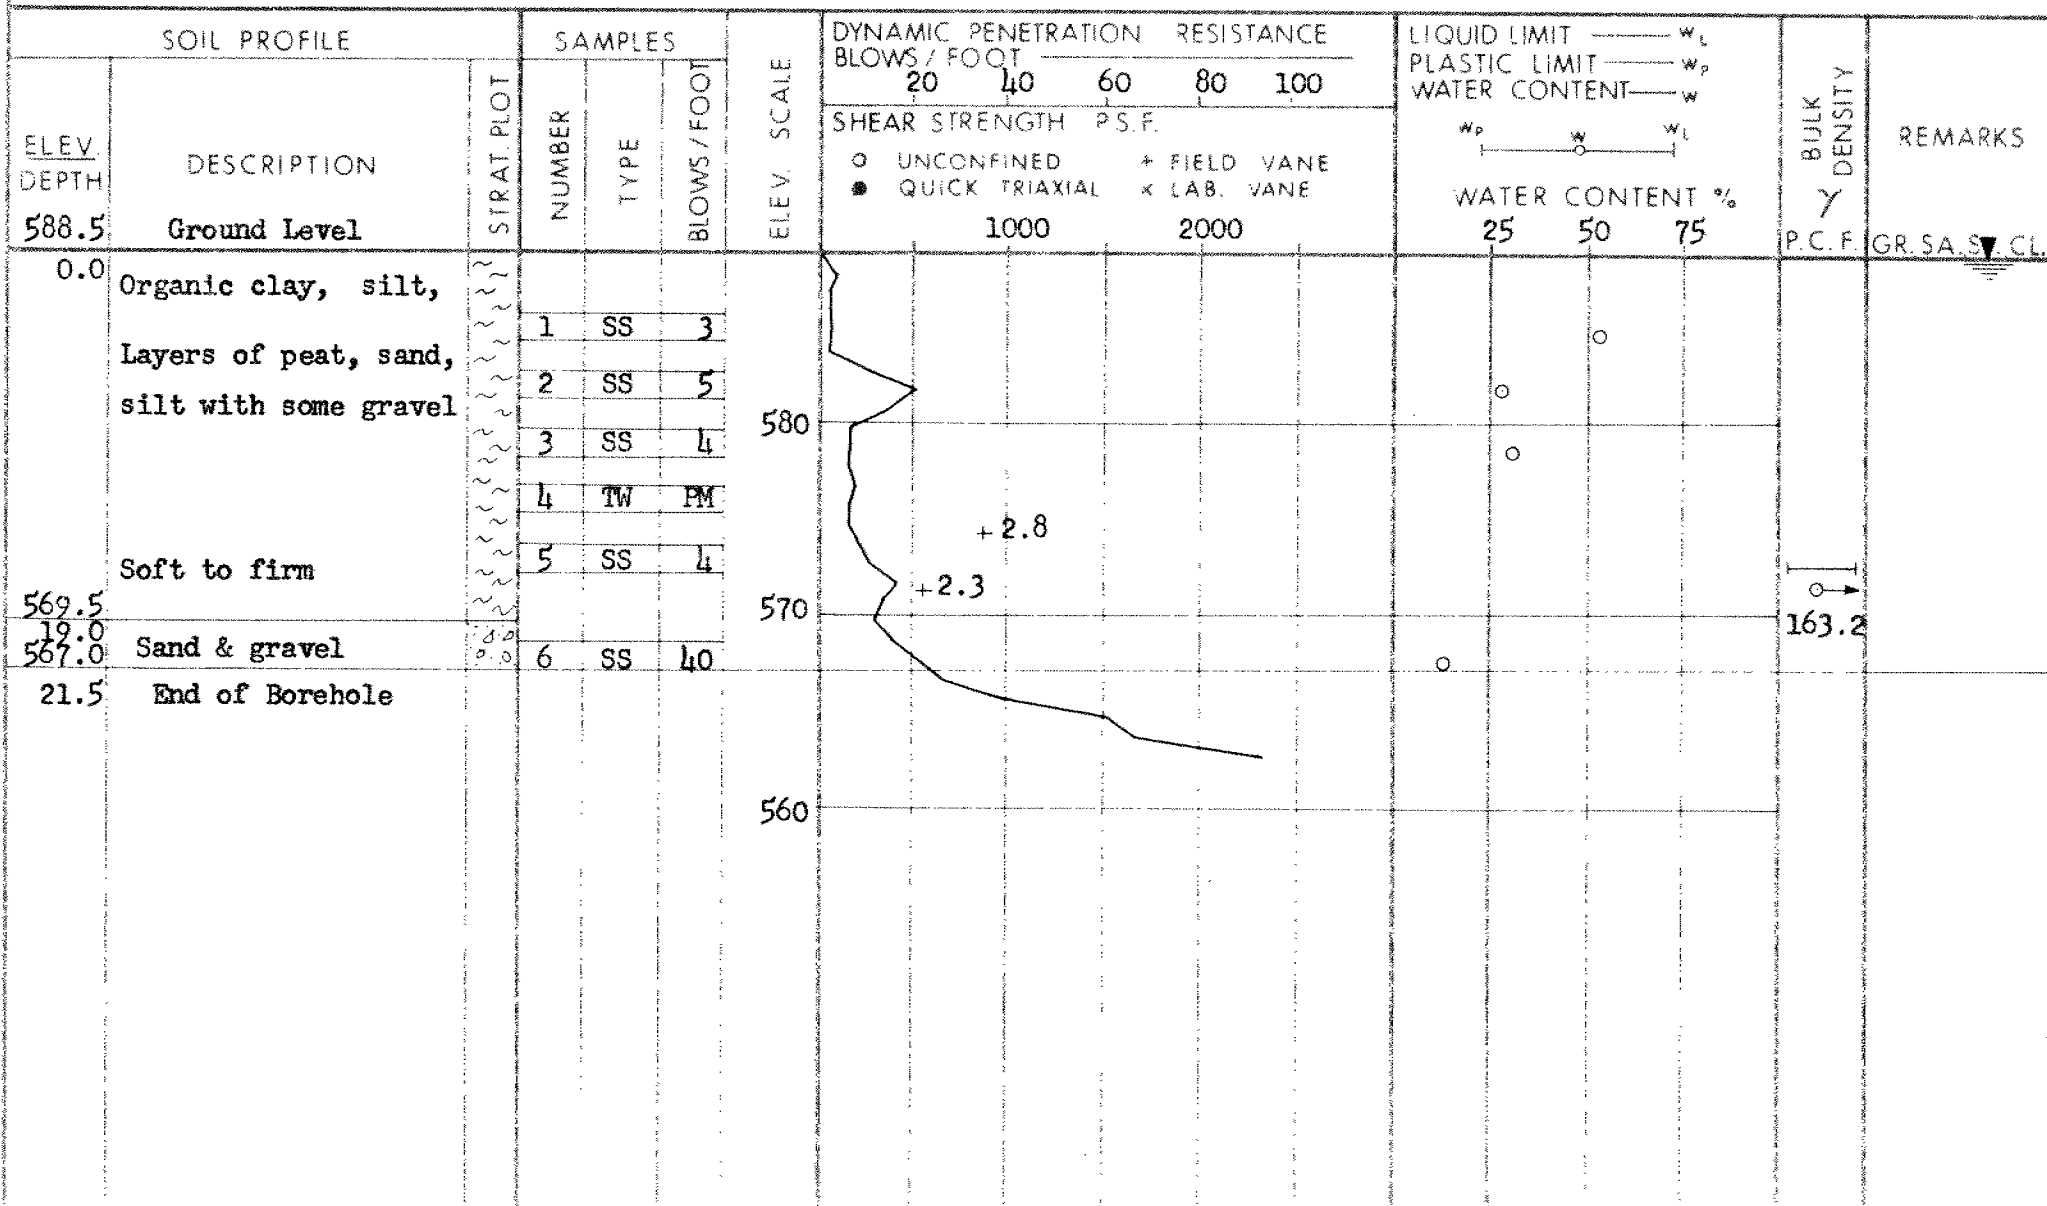 SOIL PROFILE
SAMPLES
ELEV. SCALE
DYNAMIC PENETRATION RESISTANCE
BLOWS / FOOT
20 40 60 80 100
LIQUID LIMIT w L
PLASTIC LIMIT w P
WATER CONTENT w
BULK DENSITY
γ
P.C.F.
REMARKS
GR. SA. SI. CL.
ELEV.
DEPTH
DESCRIPTION
STRAT. PLOT
NUMBER
TYPE
BLOWS / FOOT
SHEAR STRENGTH P.S.F.
○ UNCONFINED + FIELD VANE
● QUICK TRIAXIAL × LAB. VANE
1000 2000
w P w w L
WATER CONTENT %
25 50 75
588.5 Ground Level
0.0
Organic clay, silt,
1 SS 3
Layers of peat, sand,
2 SS 5
silt with some gravel
580
3 SS 4
4 TW PM
+2.8
5 SS 4
Soft to firm
+2.3
569.5
570
19.0
163.2
567.0 Sand & gravel
6 SS 40
21.5 End of Borehole
560